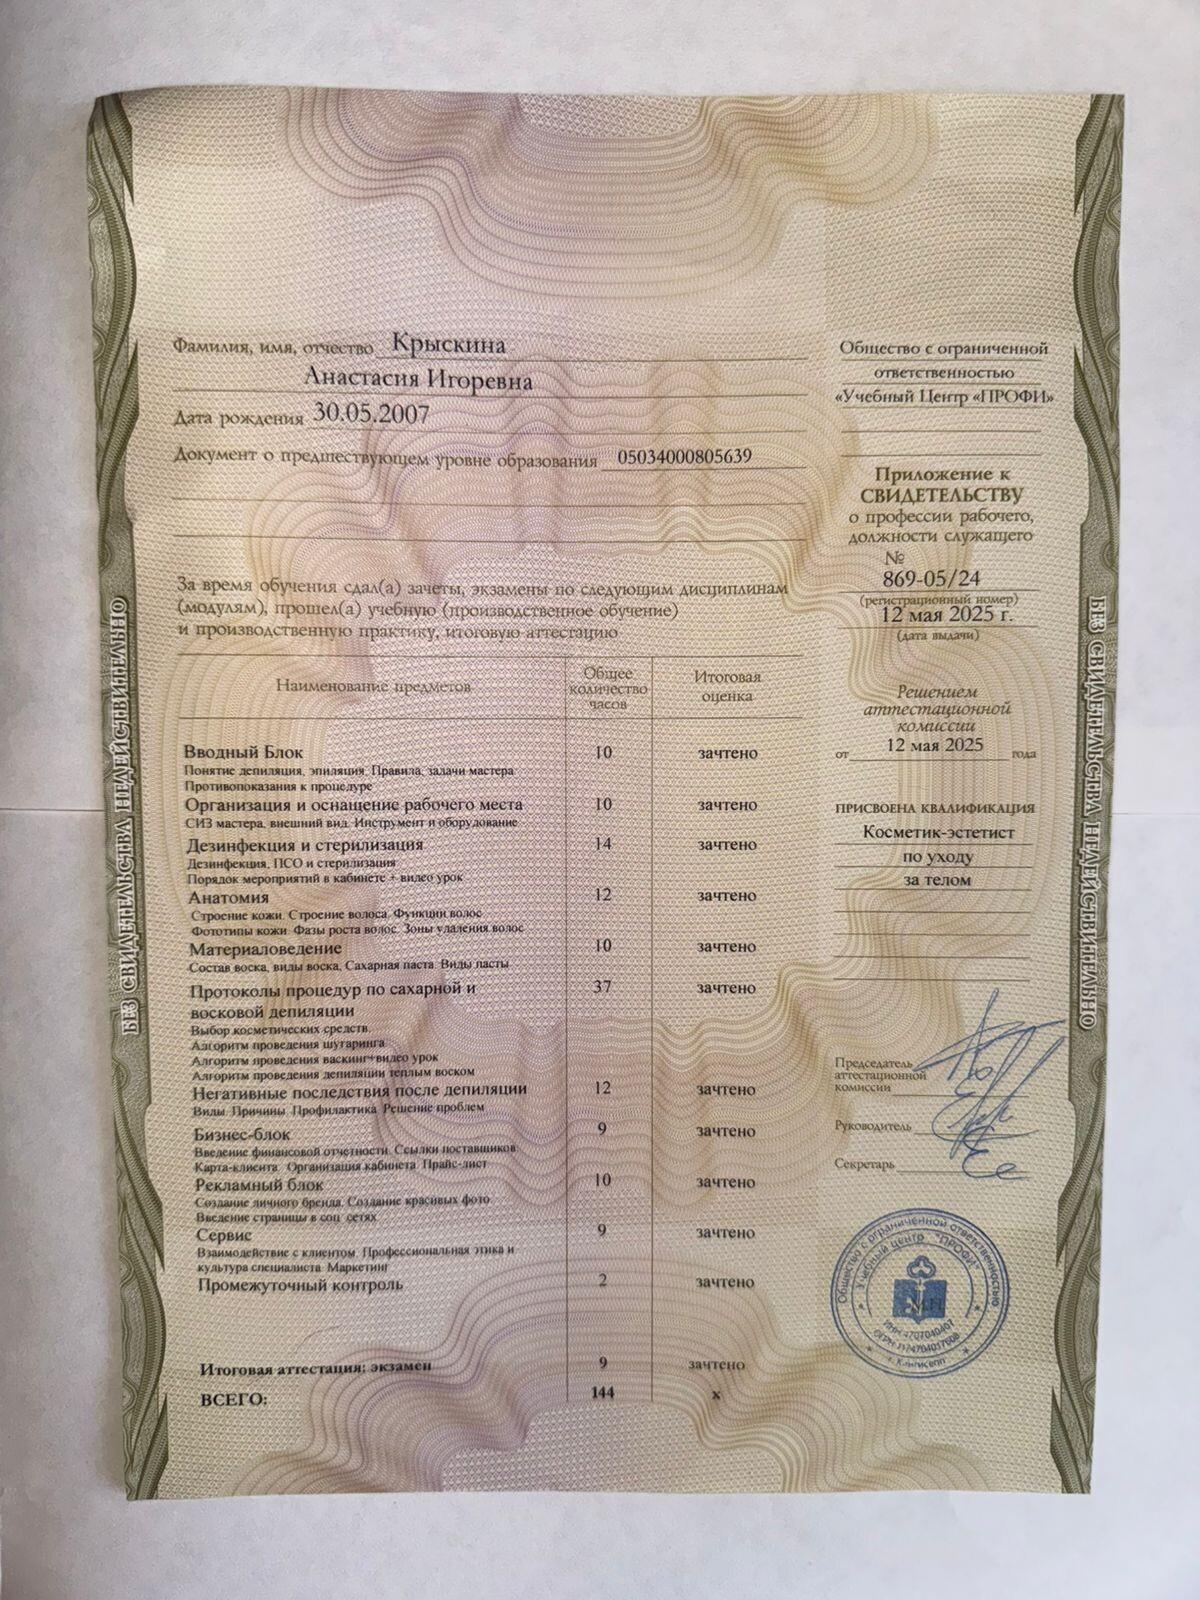 Фамилия, имя, отчество Крыскина
Анастасия Игоревна
Дата рождения 30.05.2007
Документ о предшествующем уровне образования 05034000805639
За время обучения сдал(а) зачеты, экзамены по следующим дисциплинам
(модулям), прошел(а) учебную (производственное обучение)
и производственную практику, итоговую аттестацию
Наименование предметов
Общее
количество
часов
Итоговая
оценка
Вводный Блок 10 зачтено
Понятие депиляция, эпиляция. Правила, задачи мастера.
Противопоказания к процедуре
Организация и оснащение рабочего места 10 зачтено
СИЗ мастера, внешний вид. Инструмент и оборудование
Дезинфекция и стерилизация 14 зачтено
Дезинфекция, ПСО и стерилизация
Порядок мероприятий в кабинете + видео урок
Анатомия 12 зачтено
Строение кожи. Строение волоса. Функции волос
Фототипы кожи. Фазы роста волос. Зоны удаления волос
Материаловедение 10 зачтено
Состав воска, виды воска, Сахарная паста. Виды пасты
Протоколы процедур по сахарной и 37 зачтено
восковой депиляции
Выбор косметических средств.
Алгоритм проведения шугаринга
Алгоритм проведения васкинг+видео урок
Алгоритм проведения депиляции теплым воском
Негативные последствия после депиляции 12 зачтено
Виды. Причины. Профилактика. Решение проблем
Бизнес-блок 9 зачтено
Введение финансовой отчетности. Ссылки поставщиков
Карта-клиента. Организация кабинета. Прайс-лист
Рекламный блок 10 зачтено
Создание личного бренда. Создание красивых фото.
Введение страницы в соц. сетях
Сервис 9 зачтено
Взаимодействие с клиентом. Профессиональная этика и
культура специалиста. Маркетинг
Промежуточный контроль 2 зачтено
Итоговая аттестация: экзамен 9 зачтено
ВСЕГО: 144 х
Общество с ограниченной
ответственностью
«Учебный Центр «ПРОФИ»
Приложение к
СВИДЕТЕЛЬСТВУ
о профессии рабочего,
должности служащего
№
869-05/24
(регистрационный номер)
12 мая 2025 г.
(дата выдачи)
Решением
аттестационной
комиссии
от 12 мая 2025 года
ПРИСВОЕНА КВАЛИФИКАЦИЯ
Косметик-эстетист
по уходу
за телом
Председатель
аттестационной
комиссии
Руководитель
Секретарь
Общество с ограниченной ответственностью
Учебный центр "ПРОФИ"
ИНН 4707040407
г. Кингисепп
БЕЗ СВИДЕТЕЛЬСТВА НЕДЕЙСТВИТЕЛЬНО
БЕЗ СВИДЕТЕЛЬСТВА НЕДЕЙСТВИТЕЛЬНО